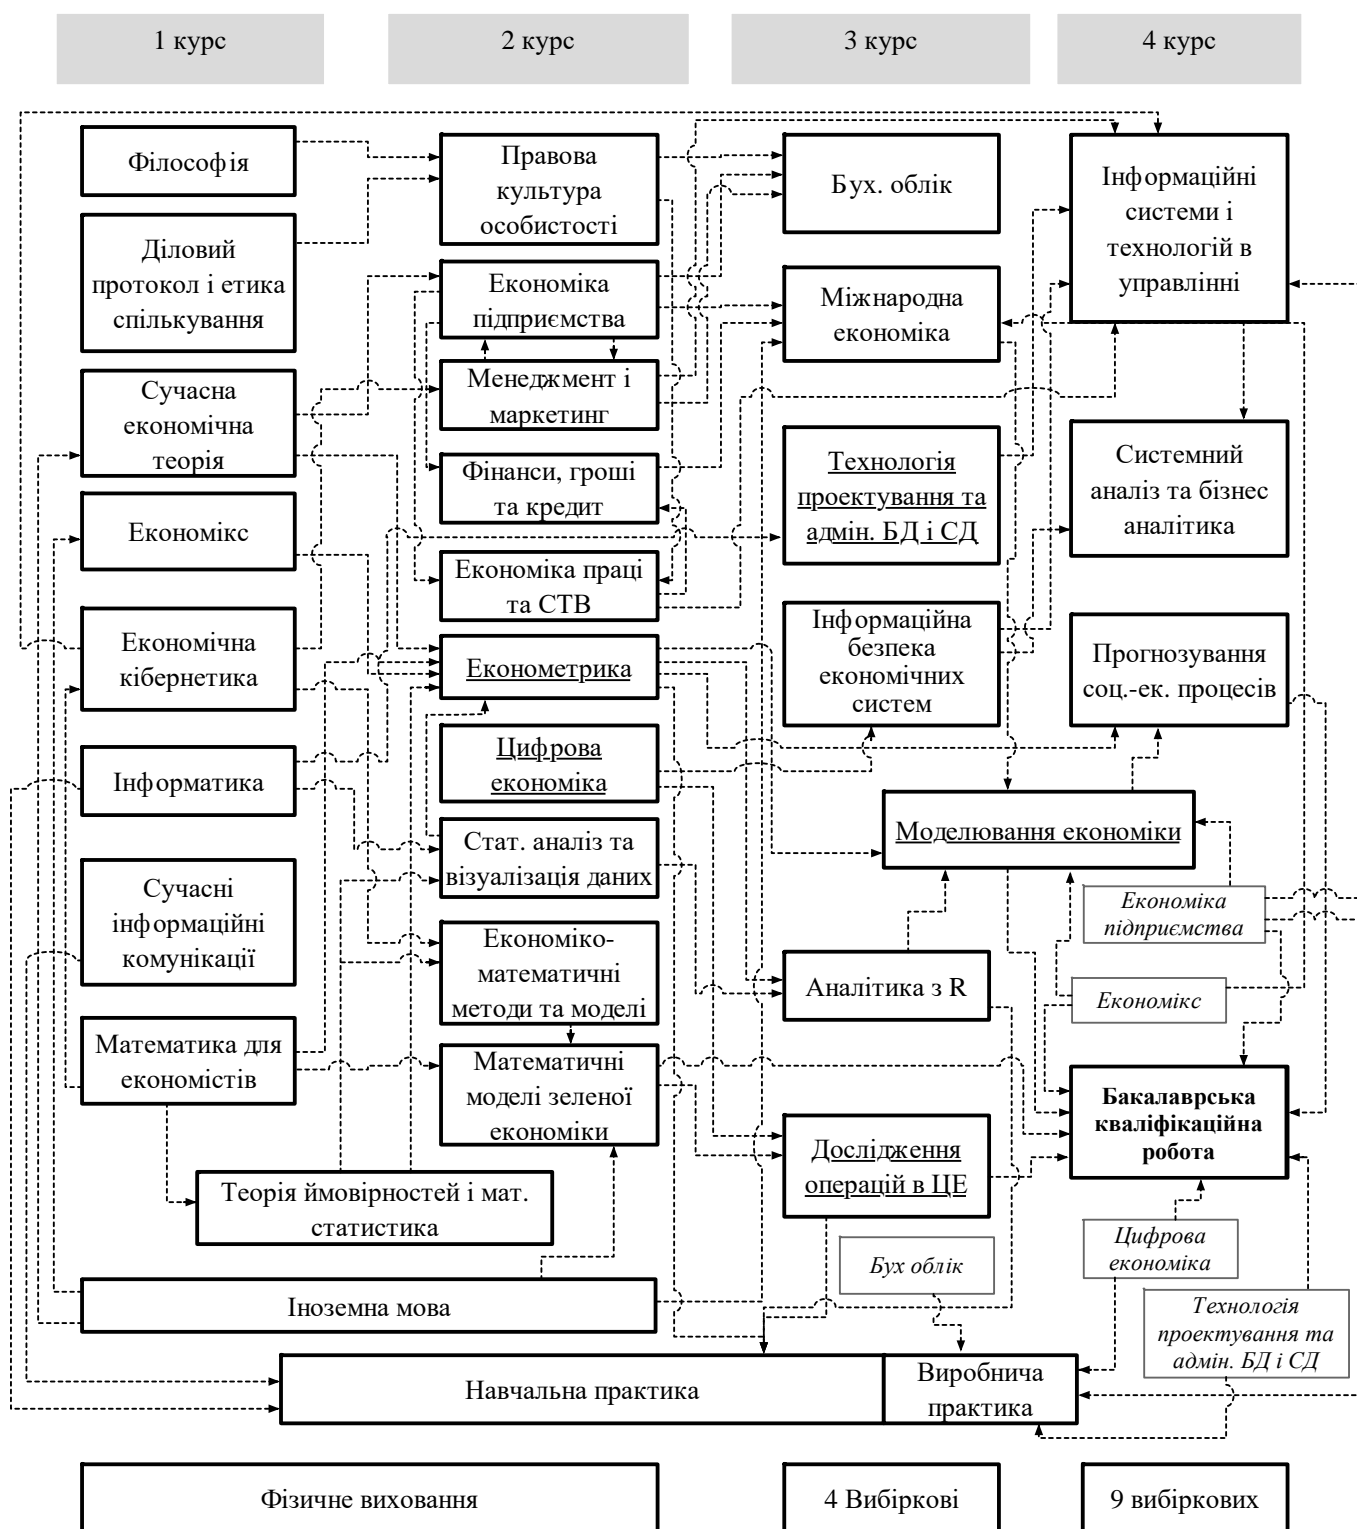 1 курс
2 курс
3 курс
4 курс
Філософія
Діловий
протокол і етика
спількування
Сучасна
економічна
теорія
Економікс
Економічна
кібернетика
Інформатика
Сучасні
інформаційні
комунікації
Математика для
економістів
Теорія ймовірностей і мат.
статистика
Іноземна мова
Правова
культура
особистості
Економіка
підприємства
Менеджмент і
маркетинг
Фінанси, гроші
та кредит
Економіка праці
та СТВ
Економетрика
Цифрова
економіка
Стат. аналіз та
візуалізація даних
Економіко-
математичні
методи та моделі
Математичні
моделі зеленої
економіки
Бух. облік
Міжнародна
економіка
Технологія
проектування та
адмін. БД і СД
Інформаційна
безпека
економічних
систем
Моделювання економіки
Аналітика з R
Дослідження
операцій в ЦЕ
Бух облік
Інформаційні
системи і
технологій в
управлінні
Системний
аналіз та бізнес
аналітика
Прогнозування
соц.-ек. процесів
Економіка
підприємства
Економікс
Бакалаврська
кваліфікаційна
робота
Цифрова
економіка
Технологія
проектування та
адмін. БД і СД
Навчальна практика
Виробнича
практика
Фізичне виховання
4 Вибіркові
9 вибіркових